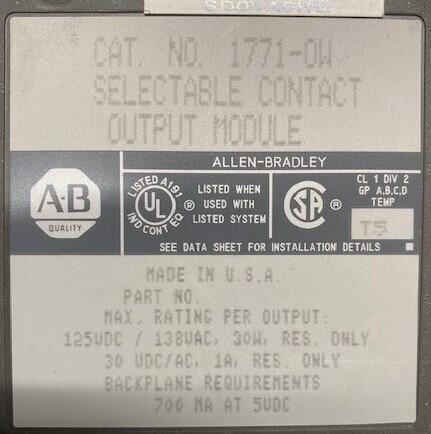 CAT. NO. 1771-OW
SELECTABLE CONTACT
OUTPUT MODULE
ALLEN-BRADLEY
A-B
QUALITY
LISTED A191
UL ®
IND CONT EQ
LISTED WHEN
USED WITH
LISTED SYSTEM
SA ®
CL 1 DIV 2
GP A,B,C,D
TEMP
T5
SEE DATA SHEET FOR INSTALLATION DETAILS
MADE IN U.S.A.
PART NO.
MAX. RATING PER OUTPUT:
125VDC / 138VAC, 30W, RES. ONLY
30 VDC/AC, 1A, RES. ONLY
BACKPLANE REQUIREMENTS
700 MA AT 5VDC